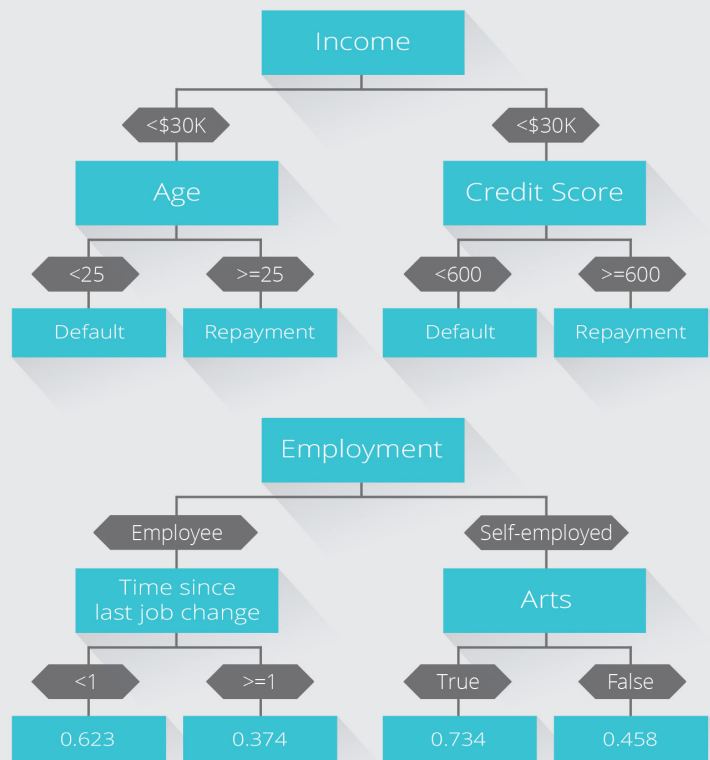 Income
<$30K
<$30K
Age
Credit Score
<25
>=25
<600
>=600
Default
Repayment
Default
Repayment
Employment
Employee
Self-employed
Time since
last job change
Arts
<1
>=1
True
False
0.623
0.374
0.734
0.458